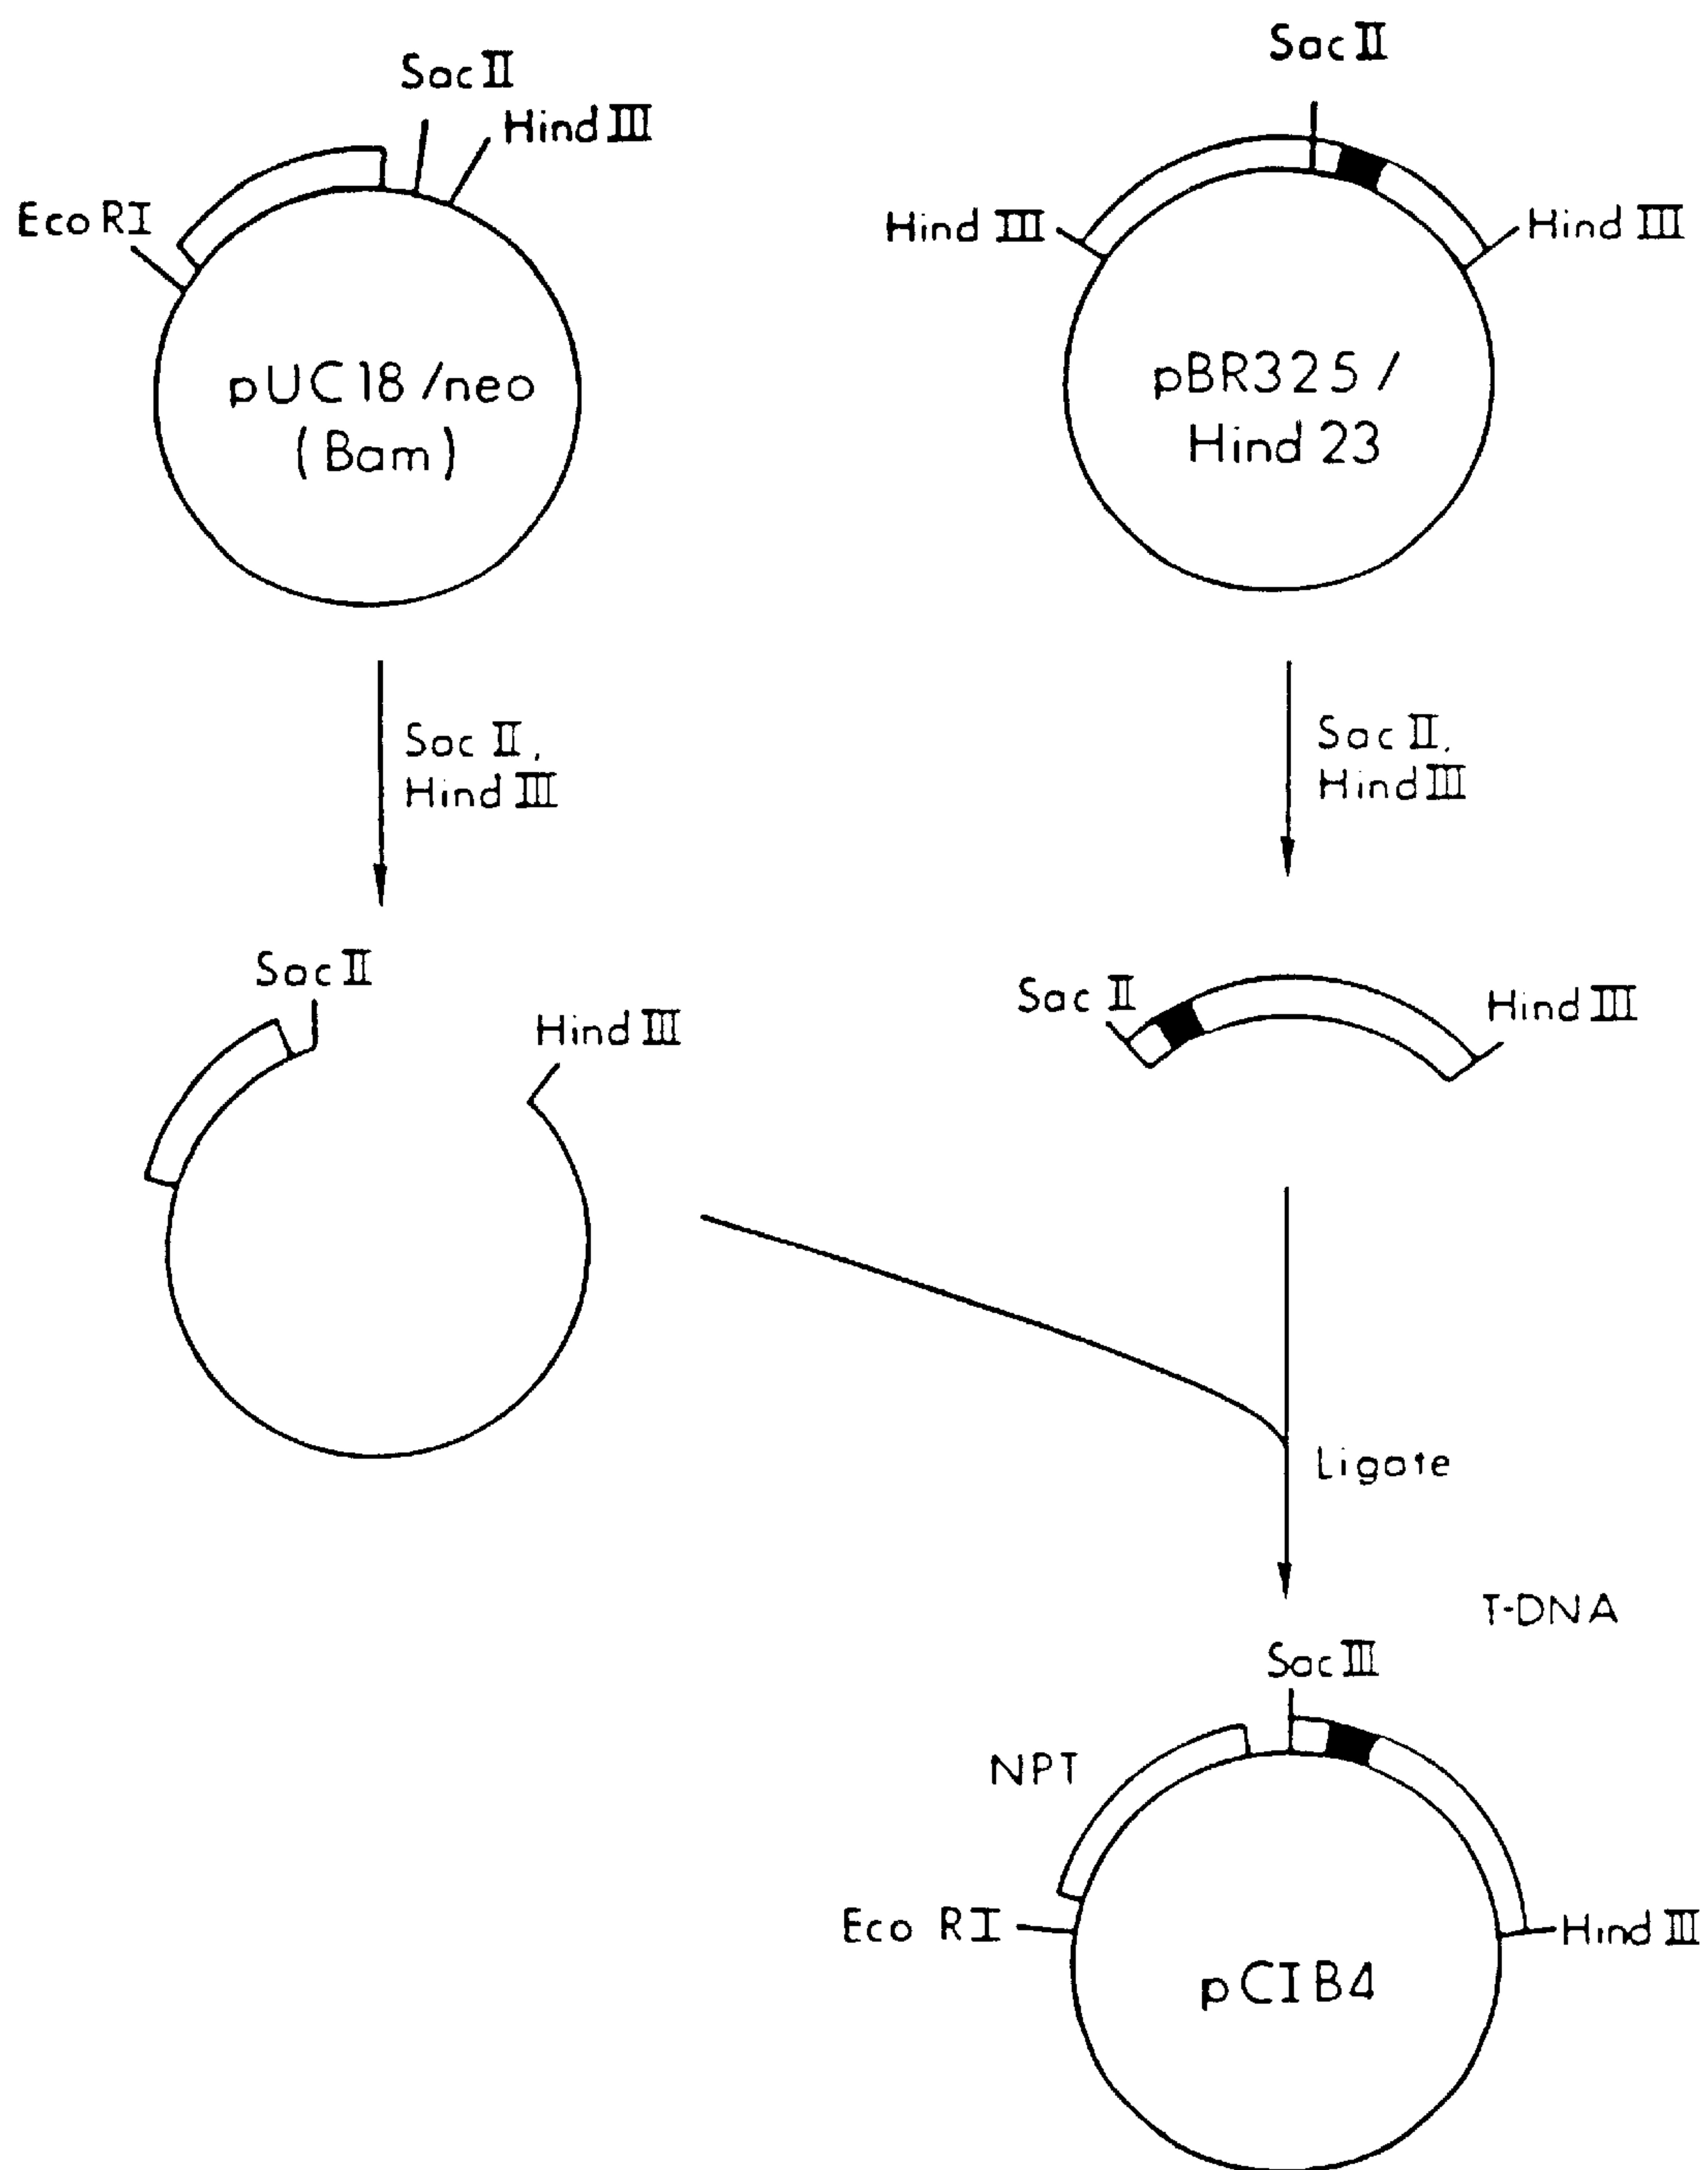 Sac II
Hind III
Eco RI
pUC18/neo
(Bam)
Sac II
Hind III
Hind III
pBR325/
Hind 23
Sac II,
Hind III
Sac II,
Hind III
Sac II
Hind III
Sac II
Hind III
Ligate
T-DNA
Sac III
NPT
Eco RI
Hind III
pCIB4